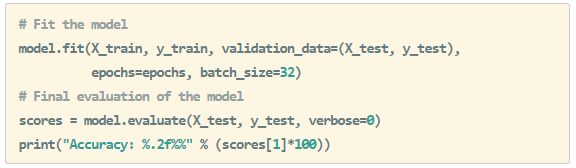 # Fit the model
model.fit(X_train, y_train, validation_data=(X_test, y_test),
          epochs=epochs, batch_size=32)
# Final evaluation of the model
scores = model.evaluate(X_test, y_test, verbose=0)
print("Accuracy: %.2f%%" % (scores[1]*100))